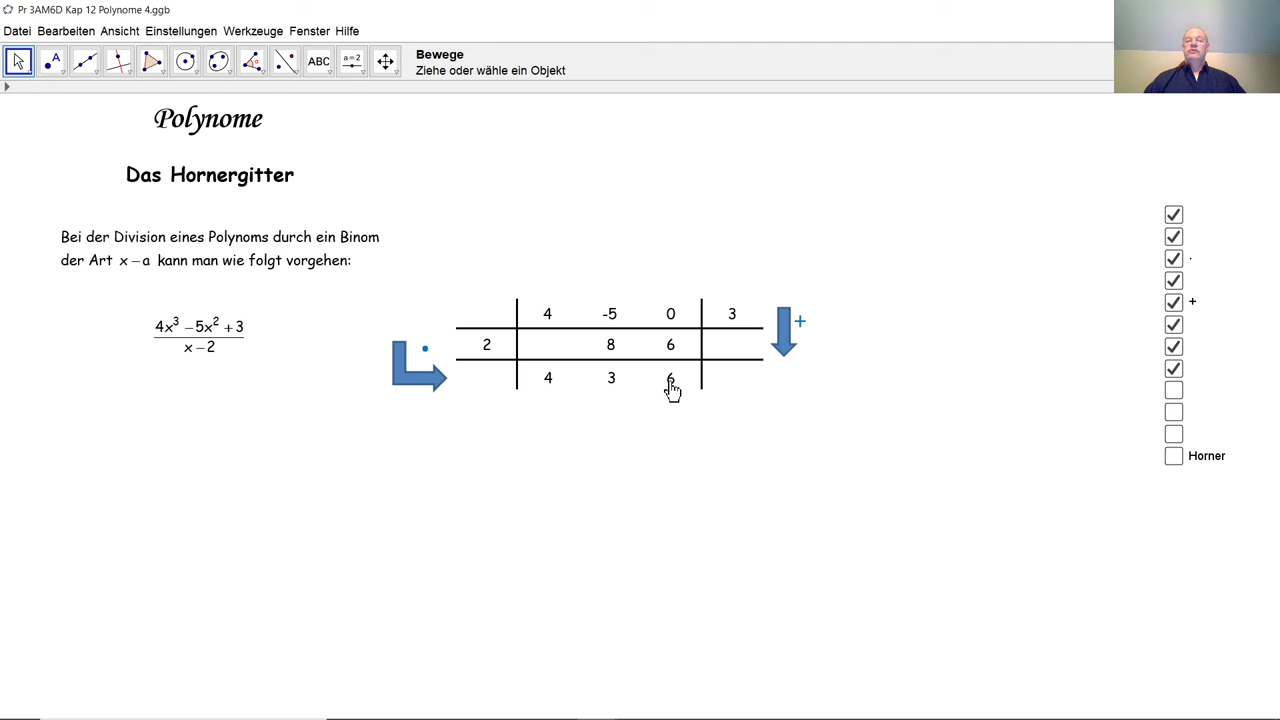 Pr 3AM6D Kap 12 Polynome 4.ggb
Datei Bearbeiten Ansicht Einstellungen Werkzeuge Fenster Hilfe
A ABC a=2
Bewege
Ziehe oder wähle ein Objekt
Polynome
Das Hornergitter
Bei der Division eines Polynoms durch ein Binom
der Art x – a kann man wie folgt vorgehen:
4x³ – 5x² + 3
x – 2
4 -5 0 3
2 8 6
4 3 6
·
+
·
+
Horner